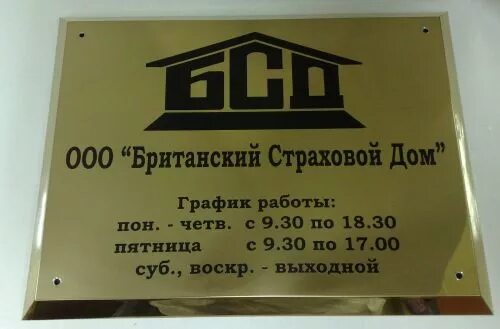 БСД
ООО “Британский Страховой Дом”
График работы:
пон. - четв. с 9.30 по 18.30
пятница с 9.30 по 17.00
суб., воскр. - выходной